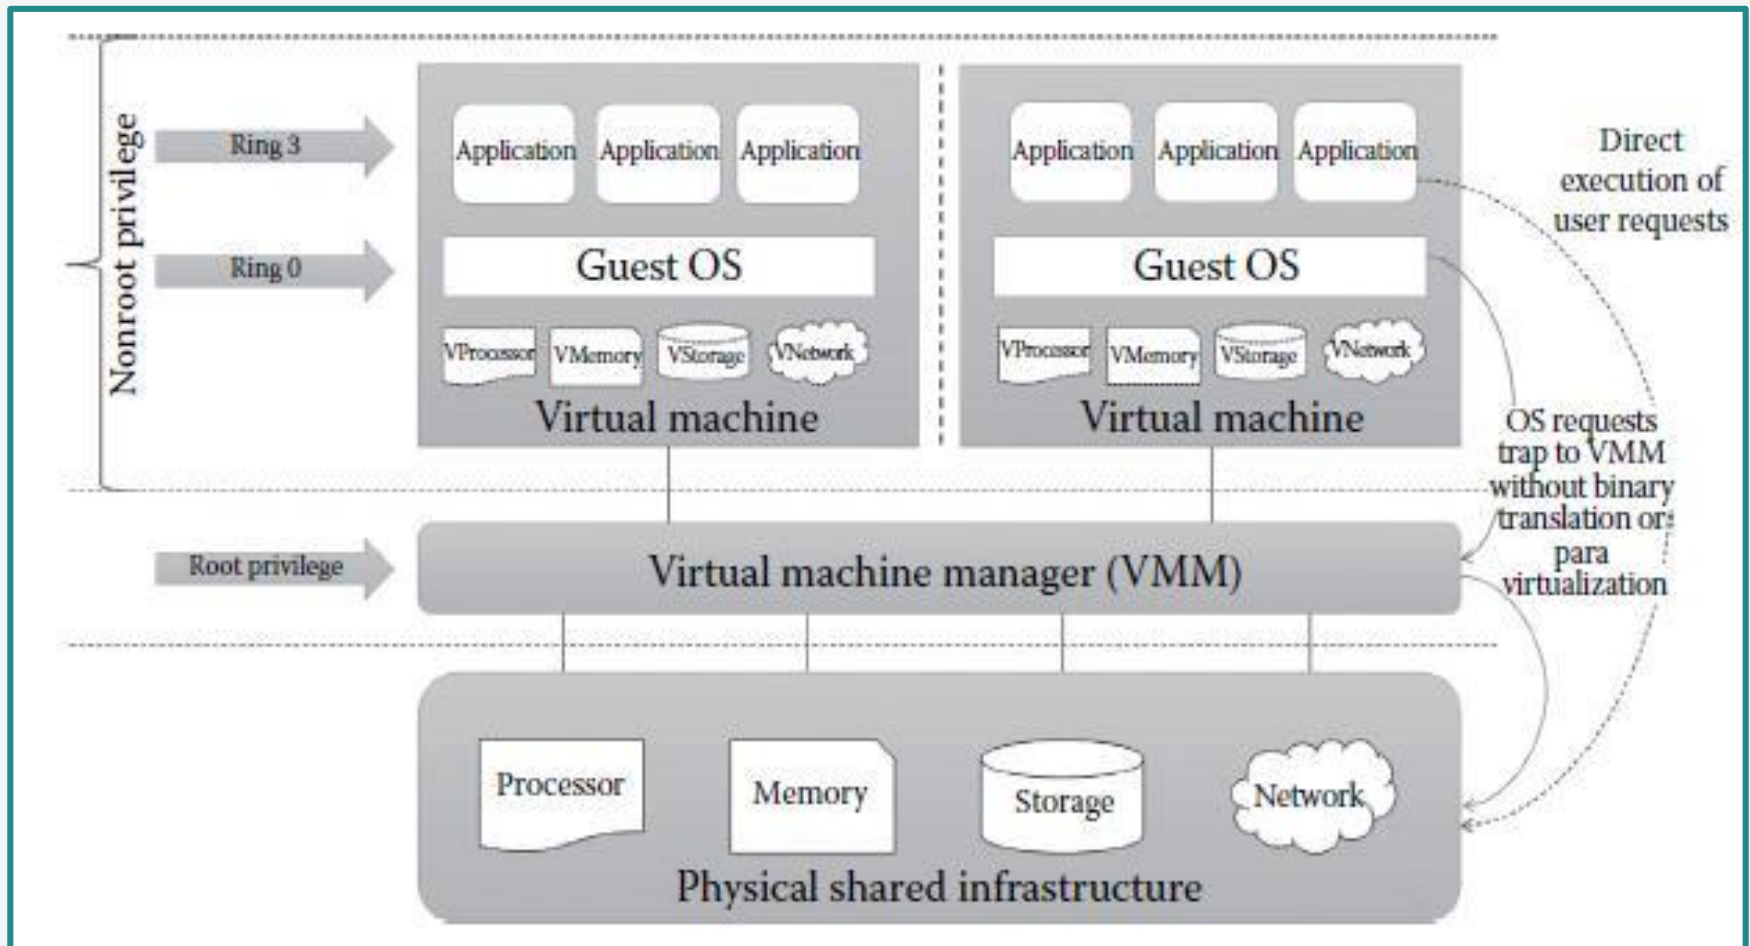 Nonroot privilege
Ring 3
Ring 0
Application
Application
Application
Guest OS
VProcessor
VMemory
VStorage
VNetwork
Virtual machine
Application
Application
Application
Guest OS
VProcessor
VMemory
VStorage
VNetwork
Virtual machine
Direct
execution of
user requests
OS requests
trap to VMM
without binary
translation or
para
virtualization
Root privilege
Virtual machine manager (VMM)
Processor
Memory
Storage
Network
Physical shared infrastructure